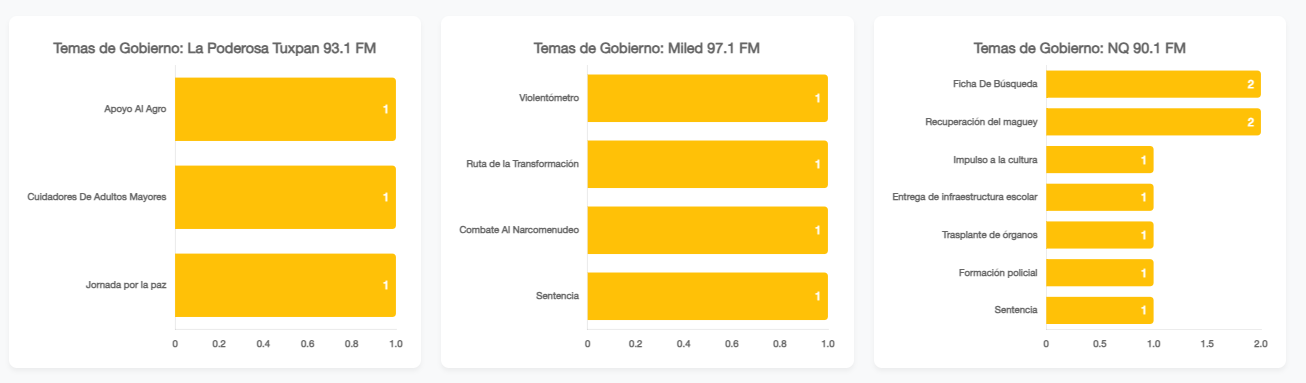 Temas de Gobierno: La Poderosa Tuxpan 93.1 FM
Apoyo Al Agro
1
Cuidadores De Adultos Mayores
1
Jornada por la paz
1
0 0.2 0.4 0.6 0.8 1.0
Temas de Gobierno: Miled 97.1 FM
Violentómetro
1
Ruta de la Transformación
1
Combate Al Narcomenudeo
1
Sentencia
1
0 0.2 0.4 0.6 0.8 1.0
Temas de Gobierno: NQ 90.1 FM
Ficha De Búsqueda
2
Recuperación del maguey
2
Impulso a la cultura
1
Entrega de infraestructura escolar
1
Trasplante de órganos
1
Formación policial
1
Sentencia
1
0 0.5 1.0 1.5 2.0